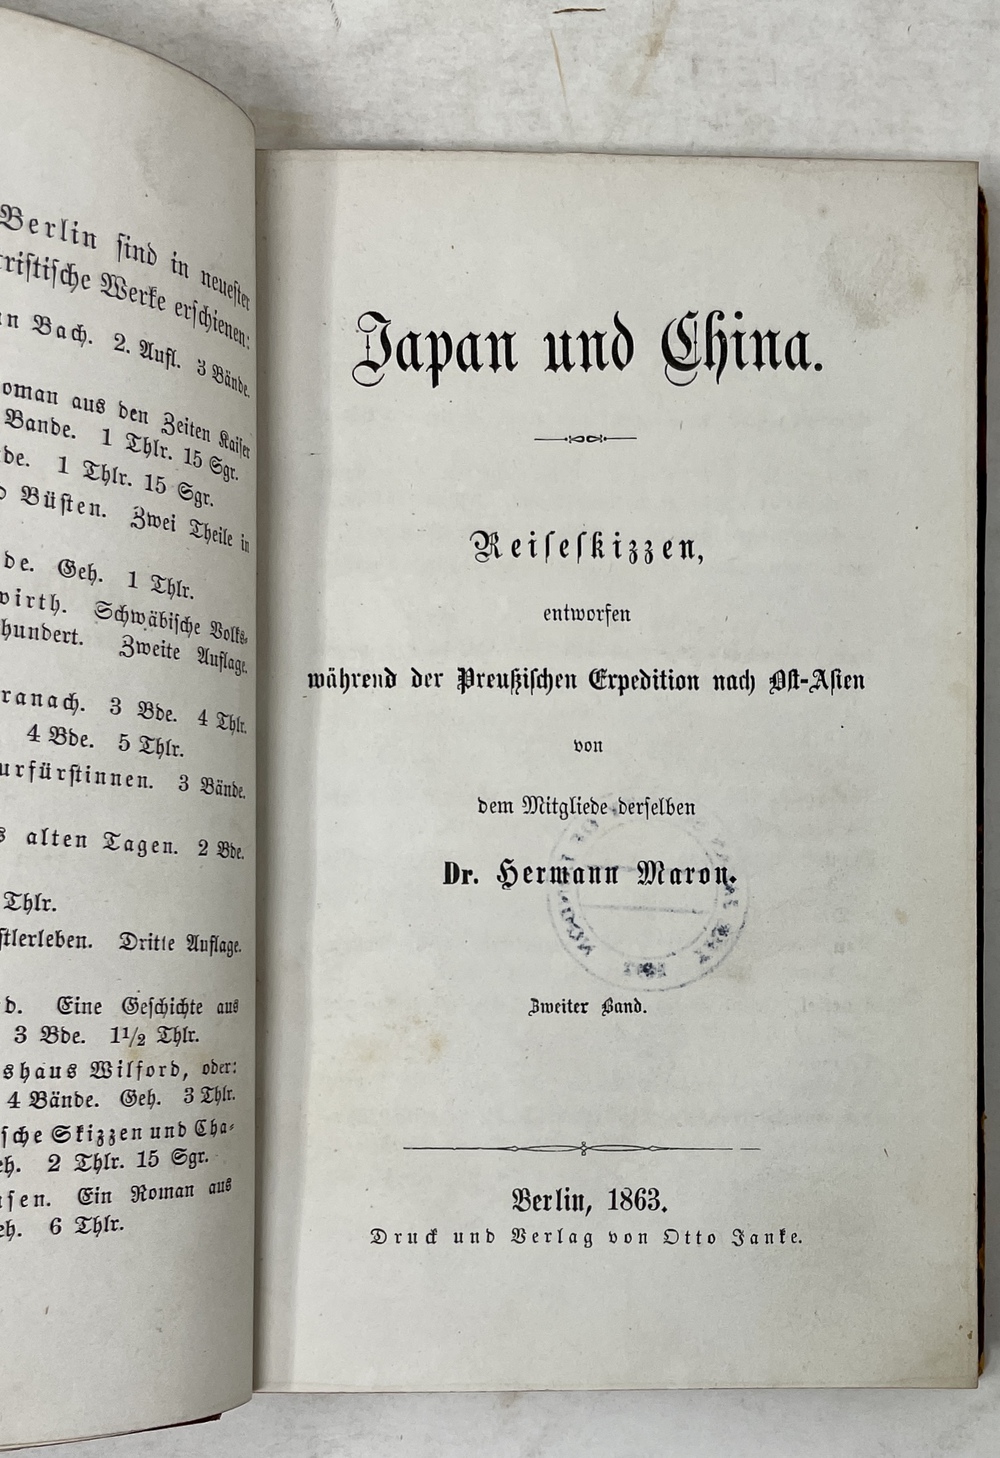 Berlin sind in neuester
ristische Werke erschienen:
Bach. 2. Aufl. 3 Bände.
aus den Zeiten Kaiser
Bande. 1 Thlr. 15 Sgr.
1 Thlr. 15 Sgr.
Büsten. Zwei Theile in
de. Geh. 1 Thlr.
wirth. Schwäbische Volks-
hundert. Zweite Auflage.
ranach. 3 Bde. 4 Thlr.
4 Bde. 5 Thlr.
urfürstinnen. 3 Bände.
alten Tagen. 2 Bde.
Thlr.
stlerleben. Dritte Auflage.
d. Eine Geschichte aus
3 Bde. 1½ Thlr.
shaus Wilford, oder:
4 Bände. Geh. 3 Thlr.
sche Skizzen und Cha-
eh. 2 Thlr. 15 Sgr.
sen. Ein Roman aus
eh. 6 Thlr.
Japan und China.
Reiseskizzen,
entworfen
während der Preußischen Expedition nach Ost-Asien
von
dem Mitgliede derselben
Dr. Hermann Maron.
Zweiter Band.
Berlin, 1863.
Druck und Verlag von Otto Janke.